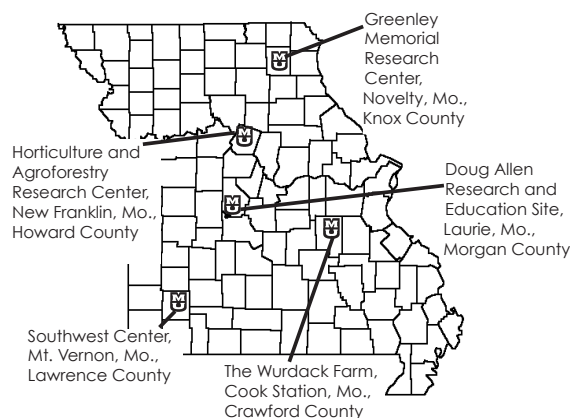 Greenley
Memorial
Research
Center,
Novelty, Mo.,
Knox County
Horticulture and
Agroforestry
Research Center,
New Franklin, Mo.,
Howard County
Doug Allen
Research and
Education Site,
Laurie, Mo.,
Morgan County
Southwest Center,
Mt. Vernon, Mo.,
Lawrence County
The Wurdack Farm,
Cook Station, Mo.,
Crawford County